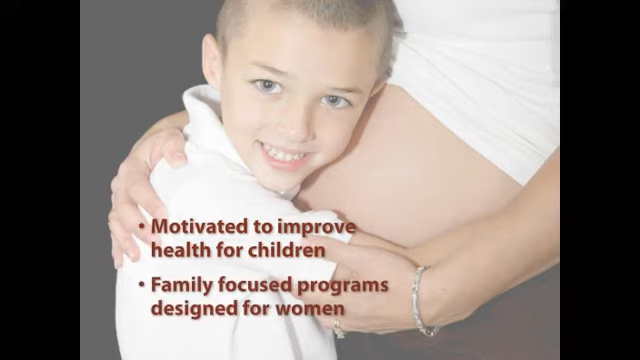 • Motivated to improve
health for children
• Family focused programs
designed for women